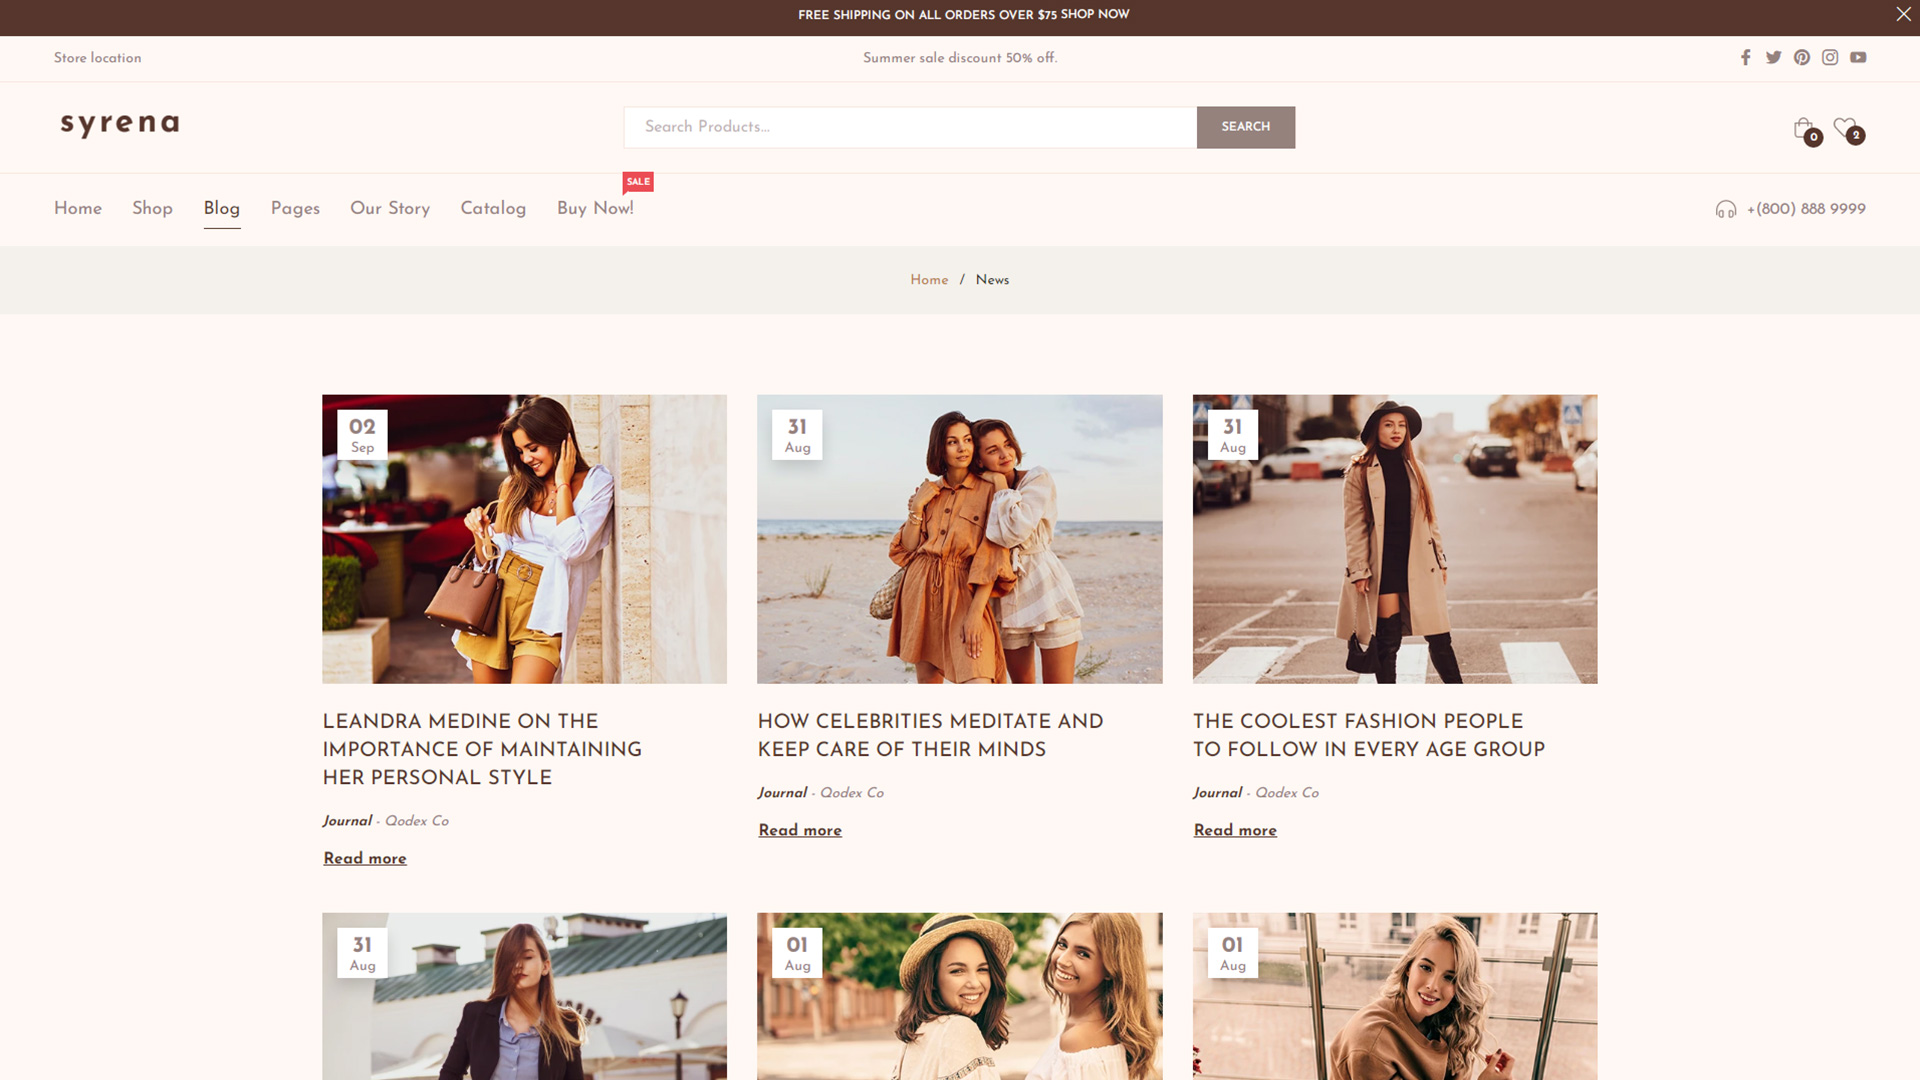 FREE SHIPPING ON ALL ORDERS OVER $75 SHOP NOW
Store location
Summer sale discount 50% off.
syrena
Search Products...
SEARCH
0
2
SALE
Home
Shop
Blog
Pages
Our Story
Catalog
Buy Now!
+(800) 888 9999
Home / News
02
Sep
31
Aug
31
Aug
LEANDRA MEDINE ON THE
IMPORTANCE OF MAINTAINING
HER PERSONAL STYLE
Journal - Qodex Co
Read more
HOW CELEBRITIES MEDITATE AND
KEEP CARE OF THEIR MINDS
Journal - Qodex Co
Read more
THE COOLEST FASHION PEOPLE
TO FOLLOW IN EVERY AGE GROUP
Journal - Qodex Co
Read more
31
Aug
01
Aug
01
Aug